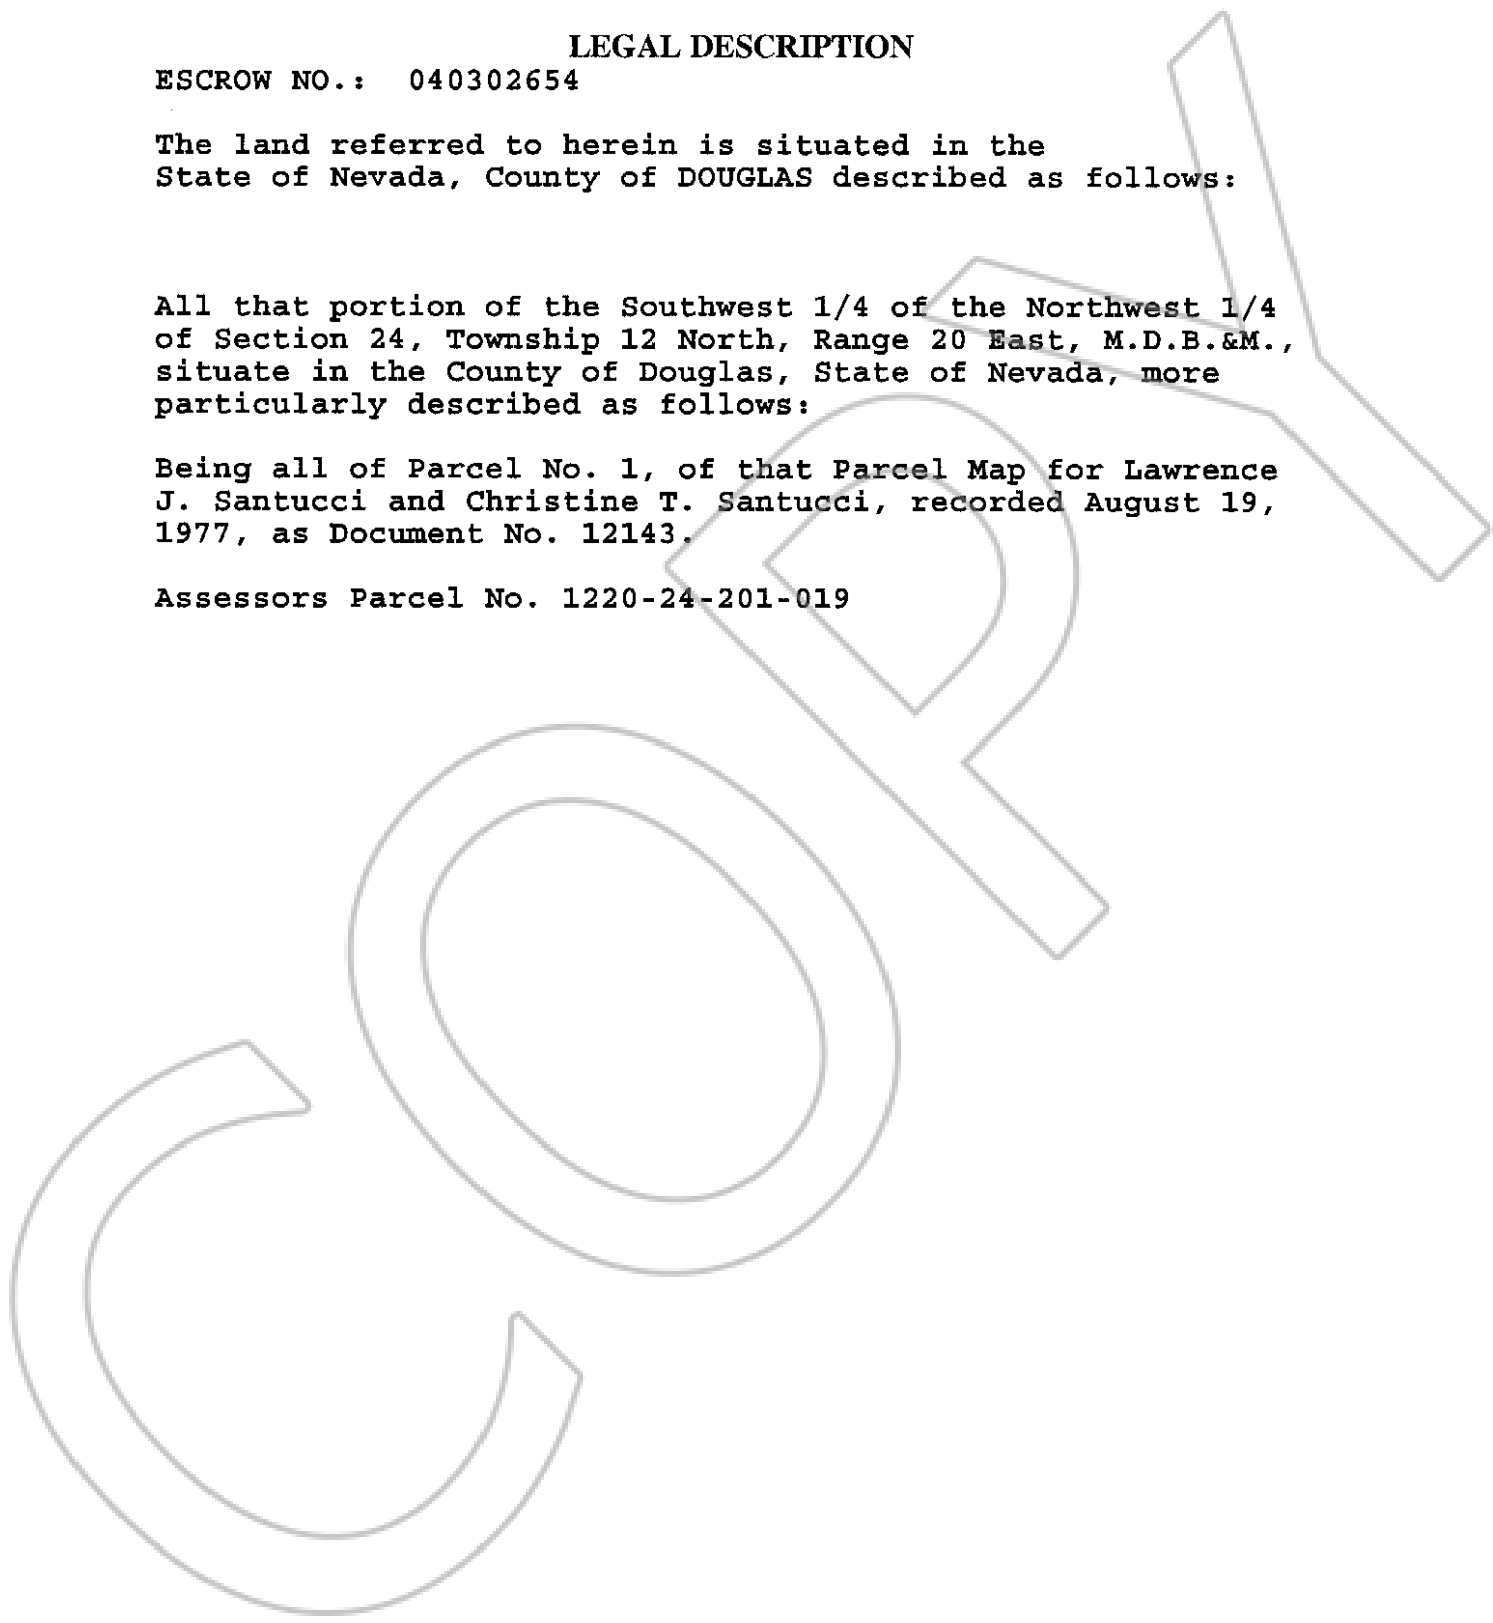 LEGAL DESCRIPTION
ESCROW NO.: 040302654
The land referred to herein is situated in the
State of Nevada, County of DOUGLAS described as follows:
All that portion of the Southwest 1/4 of the Northwest 1/4
of Section 24, Township 12 North, Range 20 East, M.D.B.&M.,
situate in the County of Douglas, State of Nevada, more
particularly described as follows:
Being all of Parcel No. 1, of that Parcel Map for Lawrence
J. Santucci and Christine T. Santucci, recorded August 19,
1977, as Document No. 12143.
Assessors Parcel No. 1220-24-201-019
COPY